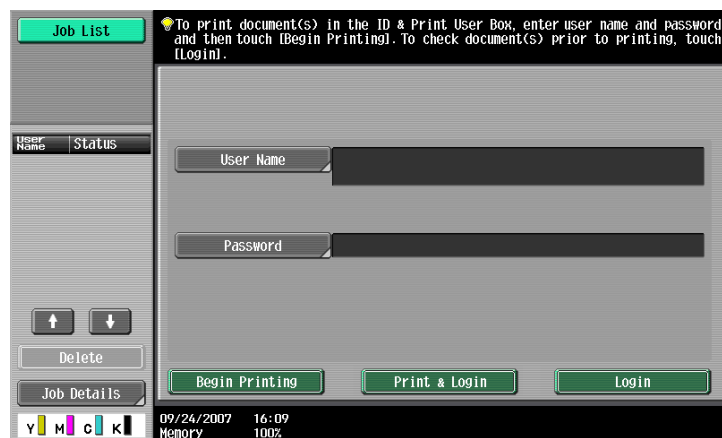 Job List
To print document(s) in the ID & Print User Box, enter user name and password
and then touch [Begin Printing]. To check document(s) prior to printing, touch
[Login].
User
Name
Status
User Name
Password
Delete
Job Details
Begin Printing
Print & Login
Login
Y M C K
09/24/2007 16:09
Memory 100%